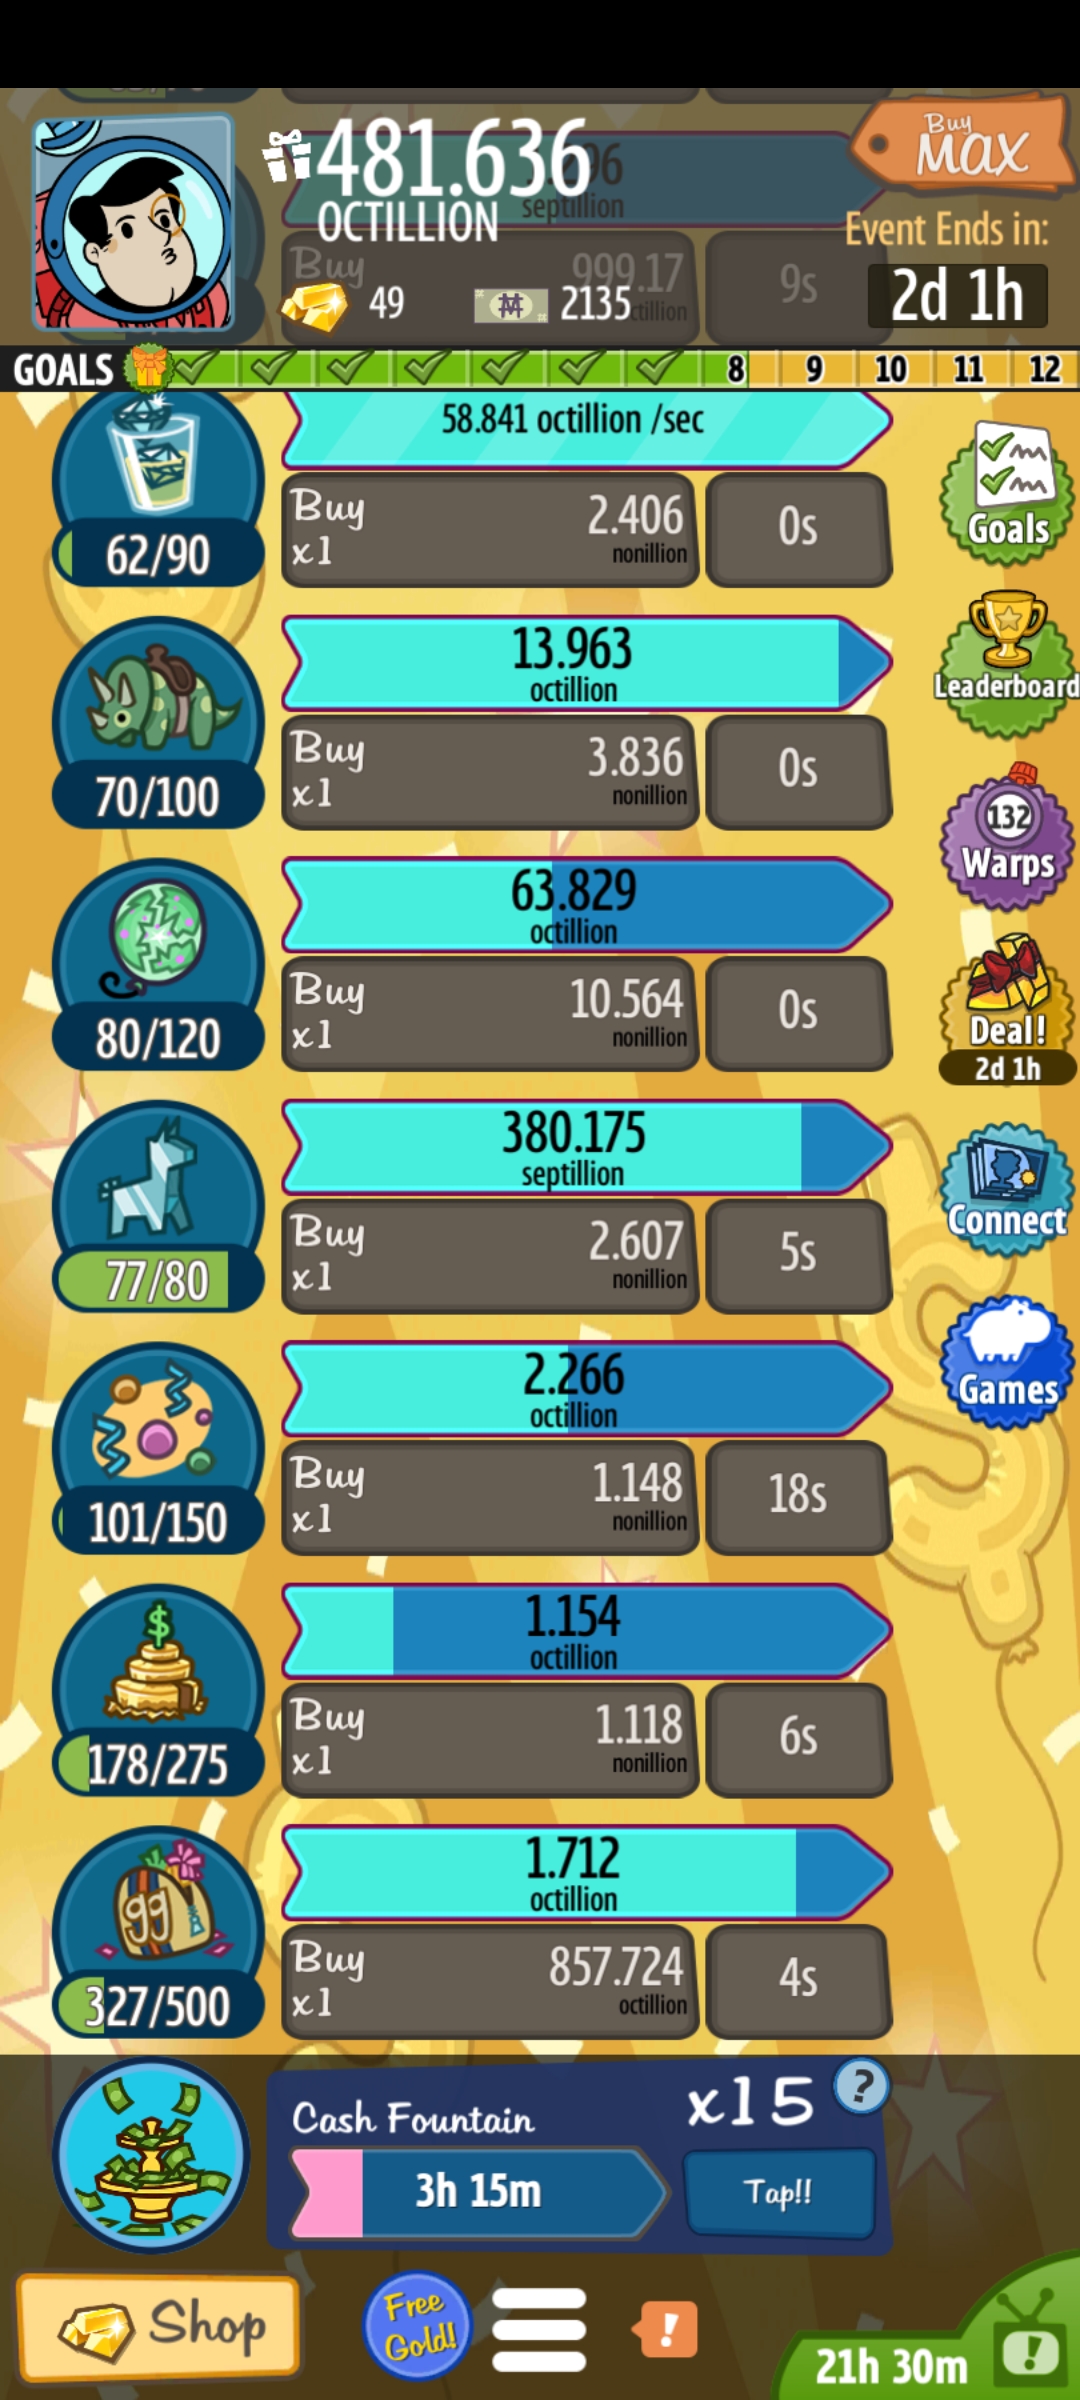 481.636
OCTILLION
septillion
Buy
MAX
Event Ends in:
2d 1h
Buy
999.17
9s
49
2135
GOALS
8 9 10 11 12
58.841 octillion /sec
Buy
x1
2.406
nonillion
0s
62/90
Goals
13.963
octillion
Buy
x1
3.836
nonillion
0s
70/100
Leaderboard
63.829
octillion
Buy
x1
10.564
nonillion
0s
80/120
132
Warps
Deal!
2d 1h
380.175
septillion
Buy
x1
2.607
nonillion
5s
77/80
Connect
2.266
octillion
Buy
x1
1.148
nonillion
18s
101/150
Games
$
1.154
octillion
Buy
x1
1.118
nonillion
6s
178/275
99
1.712
octillion
Buy
x1
857.724
octillion
4s
327/500
Cash Fountain
x15
?
3h 15m
Tap!!
Shop
Free
Gold!
!
21h 30m
!